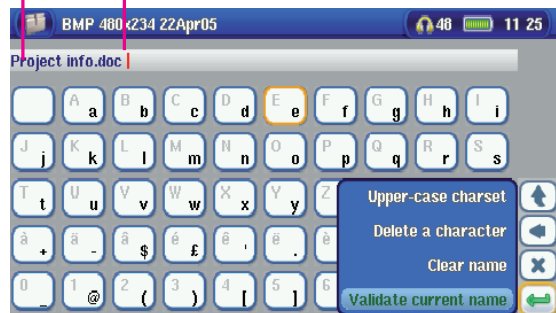 BMP 480x234 22Apr05 48 11 25
Project info.doc
A a B b C c D d E e F f G g H h I i
J j K k L l M m N n O o P p Q q R r S s
T t U u V v W w X x Y y Z Upper-case charset
à + ä - â $ é £ ê ' ë . è Delete a character
Clear name
0 _ 1 @ 2 ( 3 ) 4 [ 5 ] 6 Validate current name